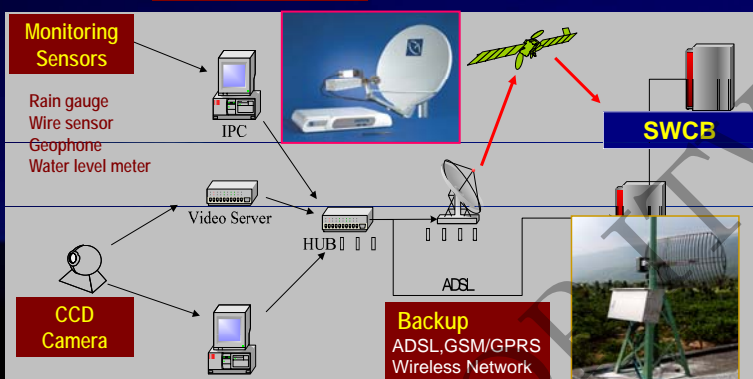 Monitoring
Sensors
Rain gauge
Wire sensor
Geophone
Water level meter
IPC
SWCB
Video Server
HUB
ADSL
CCD
Camera
Backup
ADSL,GSM/GPRS
Wireless Network